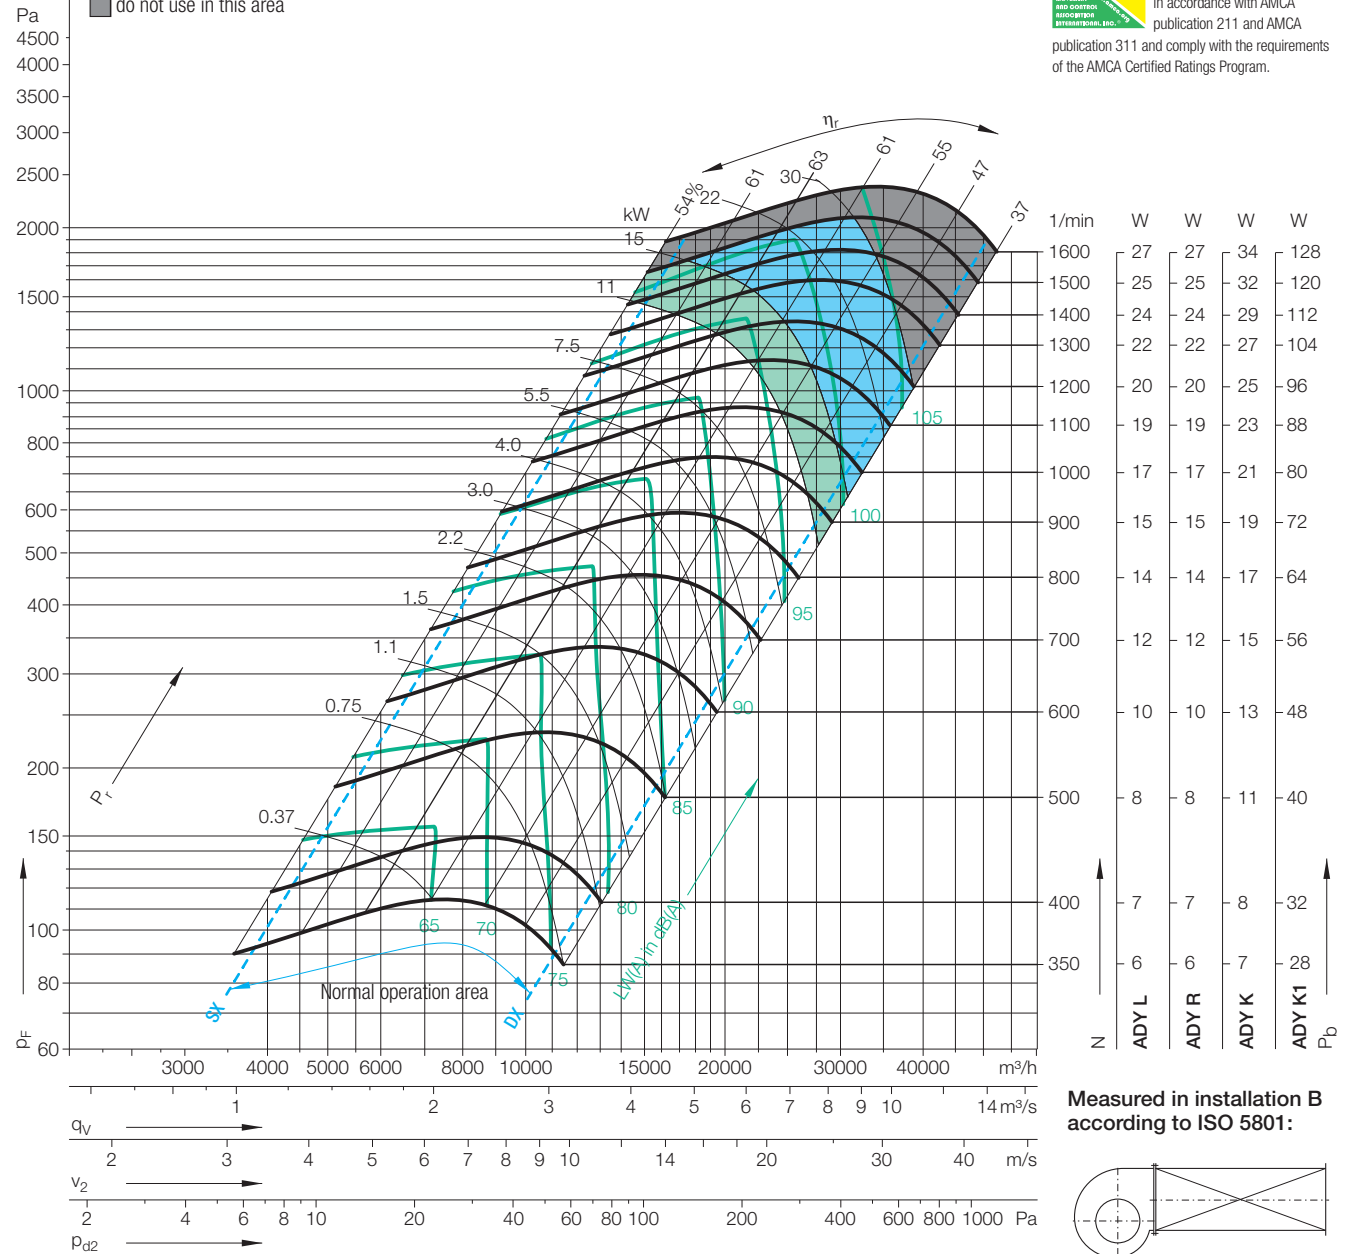 do not use in this area
AND CONTROL
ASSOCIATION
INTERNATIONAL, INC.®
in accordance with AMCA
publication 211 and AMCA
publication 311 and comply with the requirements
of the AMCA Certified Ratings Program.
Pa
4500
4000
3500
3000
2500
2000
1500
1000
800
600
500
400
300
200
150
100
80
60
pF
ηr
54%
61
63
61
55
47
37
kW
30
22
15
11
7.5
5.5
4.0
3.0
2.2
1.5
1.1
0.75
0.37
Pr
105
100
95
90
85
80
75
70
65
LW(A) in dB(A)
Normal operation area
SX
DX
1/min W W W W
1600 27 27 34 128
1500 25 25 32 120
1400 24 24 29 112
1300 22 22 27 104
1200 20 20 25 96
1100 19 19 23 88
1000 17 17 21 80
900 15 15 19 72
800 14 14 17 64
700 12 12 15 56
600 10 10 13 48
500 8 8 11 40
400 7 7 8 32
350 6 6 7 28
N ADY L ADY R ADY K ADY K1 Pb
3000 4000 5000 6000 8000 10000 15000 20000 30000 40000 m³/h
1 2 3 4 5 6 7 8 9 10 14 m³/s
qV
2 3 4 5 6 7 8 9 10 14 20 30 40 m/s
v2
2 4 6 8 10 20 40 60 80 100 200 400 600 800 1000 Pa
pd2
Measured in installation B
according to ISO 5801: